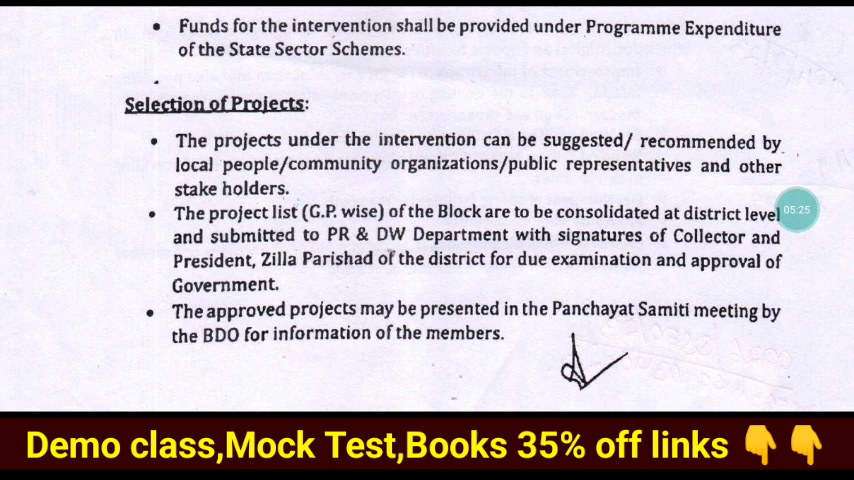 • Funds for the intervention shall be provided under Programme Expenditure
of the State Sector Schemes.
Selection of Projects:
• The projects under the intervention can be suggested/ recommended by
local people/community organizations/public representatives and other
stake holders.
• The project list (G.P. wise) of the Block are to be consolidated at district level
and submitted to PR & DW Department with signatures of Collector and
President, Zilla Parishad of the district for due examination and approval of
Government.
• The approved projects may be presented in the Panchayat Samiti meeting by
the BDO for information of the members.
05:25
Demo class,Mock Test,Books 35% off links 👇👇